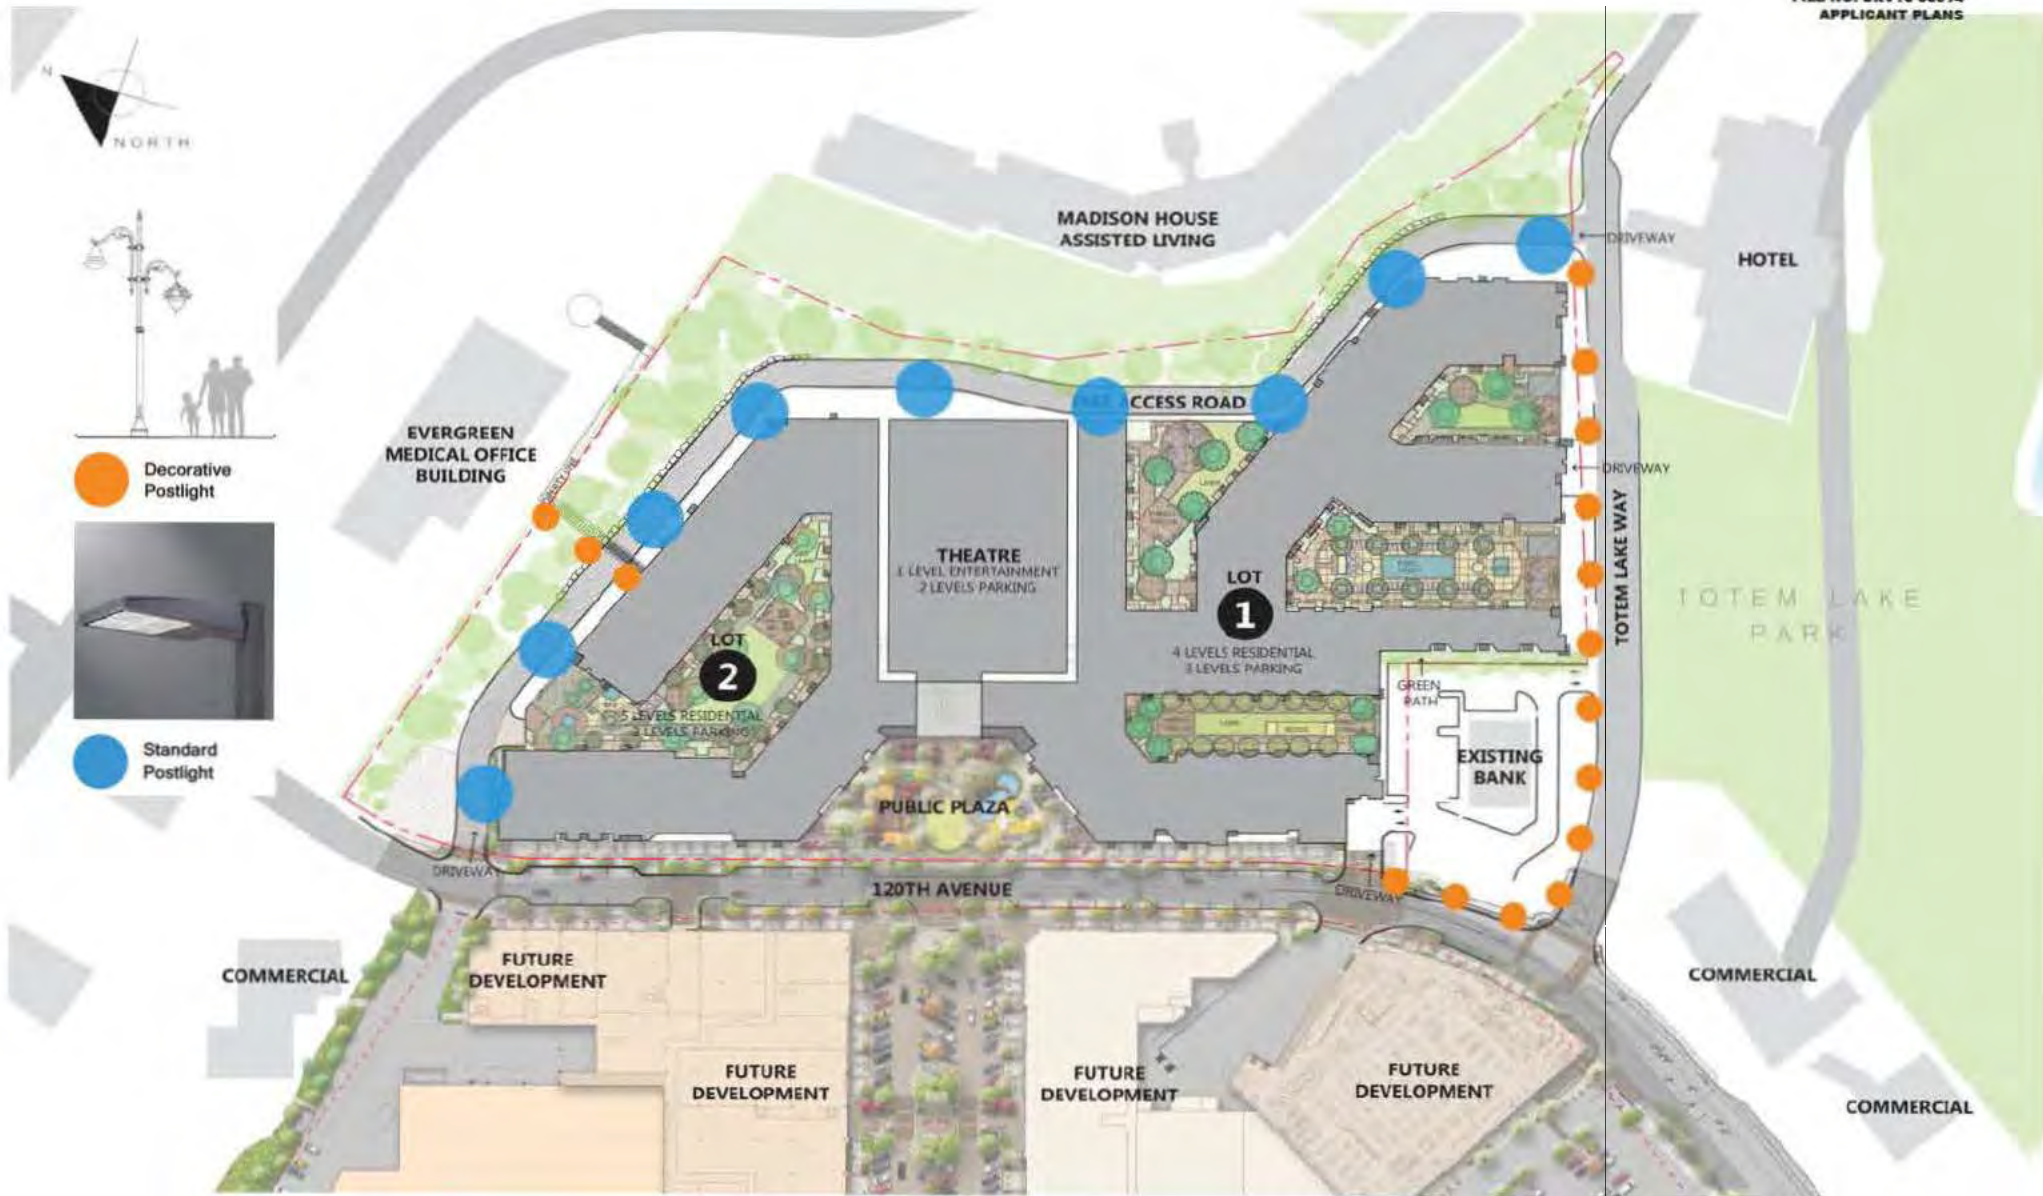 APPLICANT PLANS
N
NORTH
MADISON HOUSE
ASSISTED LIVING
DRIVEWAY
HOTEL
ACCESS ROAD
EVERGREEN
MEDICAL OFFICE
BUILDING
Decorative
Postlight
DRIVEWAY
THEATRE
1 LEVEL ENTERTAINMENT
2 LEVELS PARKING
LOT
1
4 LEVELS RESIDENTIAL
3 LEVELS PARKING
TOTEM LAKE WAY
TOTEM LAKE
PARK
LOT
2
5 LEVELS RESIDENTIAL
LEVELS PARKING
GREEN
PATH
Standard
Postlight
EXISTING
BANK
PUBLIC PLAZA
DRIVEWAY
120TH AVENUE
DRIVEWAY
COMMERCIAL
FUTURE
DEVELOPMENT
COMMERCIAL
FUTURE
DEVELOPMENT
FUTURE
DEVELOPMENT
FUTURE
DEVELOPMENT
COMMERCIAL